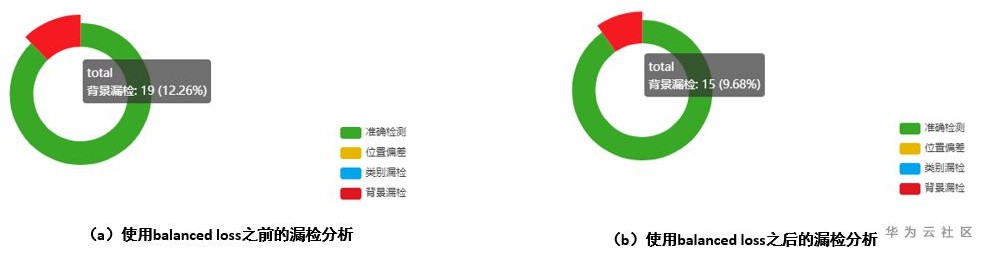 total
背景漏检: 19 (12.26%)
准确检测
位置偏差
类别漏检
背景漏检
（a）使用balanced loss之前的漏检分析
total
背景漏检: 15 (9.68%)
准确检测
位置偏差
类别漏检
背景漏检
（b）使用balanced loss之后的漏检分析
华为云社区